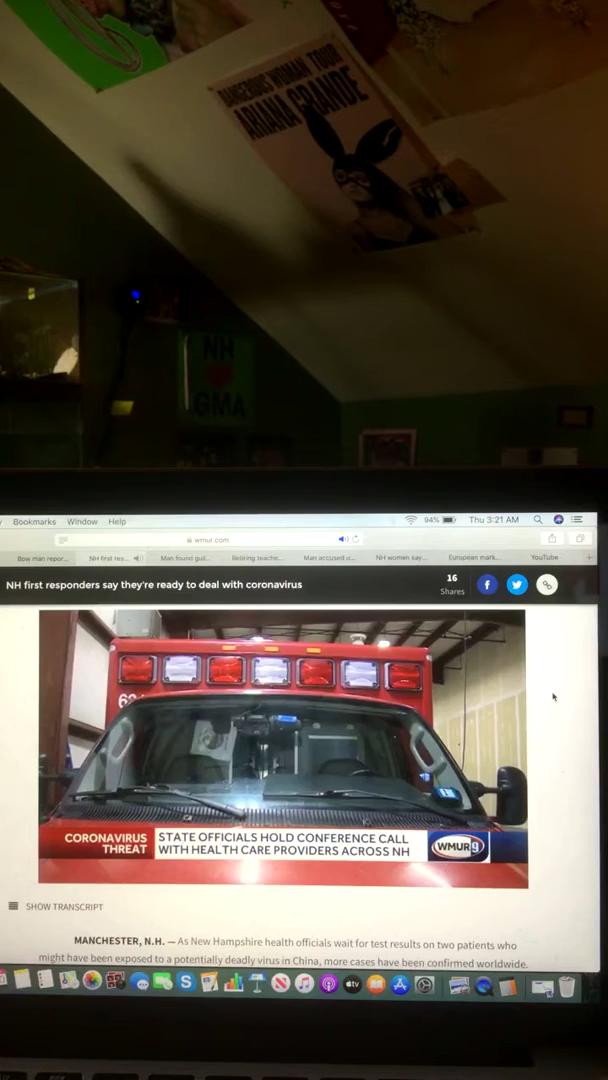 DANGEROUS WOMAN TOUR
ARIANA GRANDE
NH
GMA
Bookmarks Window Help
94% Thu 3:21 AM
wmur.com
Bow man repor... NH first res... Man found guil... Retiring teache... Man accused o... NH women say... European mark... YouTube
NH first responders say they're ready to deal with coronavirus
16
Shares
CORONAVIRUS
THREAT
STATE OFFICIALS HOLD CONFERENCE CALL
WITH HEALTH CARE PROVIDERS ACROSS NH
WMUR9
SHOW TRANSCRIPT
MANCHESTER, N.H. — As New Hampshire health officials wait for test results on two patients who
might have been exposed to a potentially deadly virus in China, more cases have been confirmed worldwide.
tv